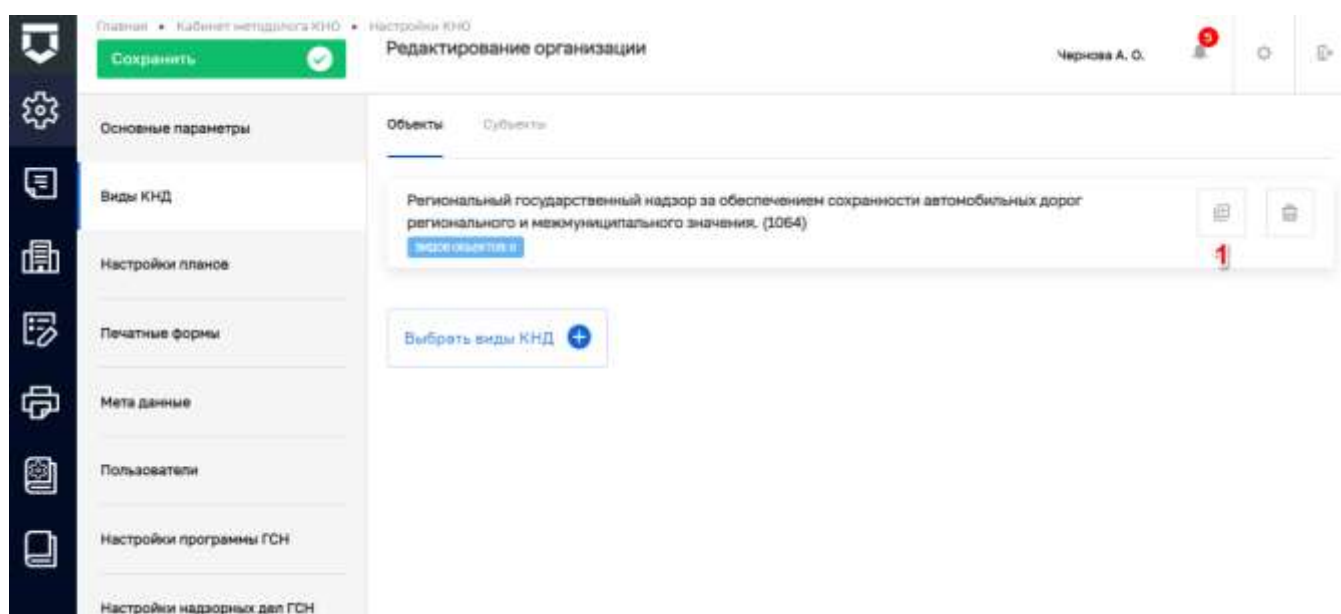 Главная • Кабинет методолога КНО • Настройки КНО
Сохранить
Редактирование организации
Чернова А. О.
5
Основные параметры
Объекты
Субъекты
Виды КНД
Региональный государственный надзор за обеспечением сохранности автомобильных дорог
регионального и межмуниципального значения. (1064)
1
Настройки планов
Печатные формы
Выбрать виды КНД
Мета данные
Пользователи
Настройки программы ГСН
Настройки надзорных дел ГСН